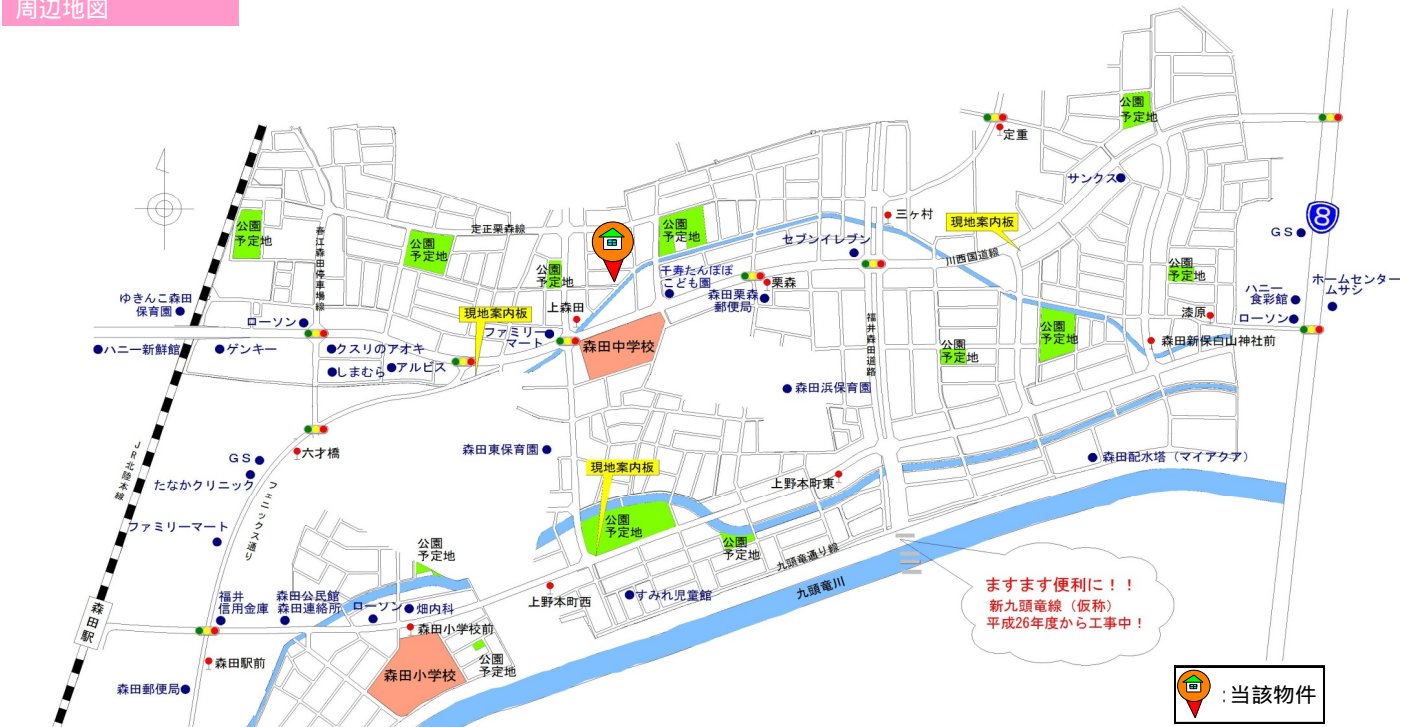 周辺地図
公園
予定地
定重
サンクス
公園
予定地
春江森田停車場線
公園
予定地
定正栗森線
公園
予定地
三ヶ村
現地案内板
8
GS
セブンイレブン
川西国道線
公園
予定地
千寿たんぽぽ
こども園
栗森
森田栗森
郵便局
公園
予定地
ホームセンター
ムサシ
ハニー
食彩館
ローソン
漆原
ゆきんこ森田
保育園
ローソン
現地案内板
上森田
ファミリー
マート
森田中学校
福井森田道路
公園
予定地
公園
予定地
森田新保白山神社前
ハニー新鮮館
ゲンキー
クスリのアオキ
しまむら
アルビス
森田浜保育園
JR北陸本線
六才橋
GS
たなかクリニック
フェニックス通り
ファミリーマート
森田東保育園
現地案内板
上野本町東
森田配水塔（マイアクア）
公園
予定地
公園
予定地
公園
予定地
九頭竜通り線
九頭竜川
ますます便利に！！
新九頭竜線（仮称）
平成26年度から工事中！
福井
信用金庫
森田公民館
森田連絡所
ローソン
畑内科
上野本町西
すみれ児童館
森田駅
森田小学校前
森田駅前
森田小学校
公園
予定地
森田郵便局
:当該物件